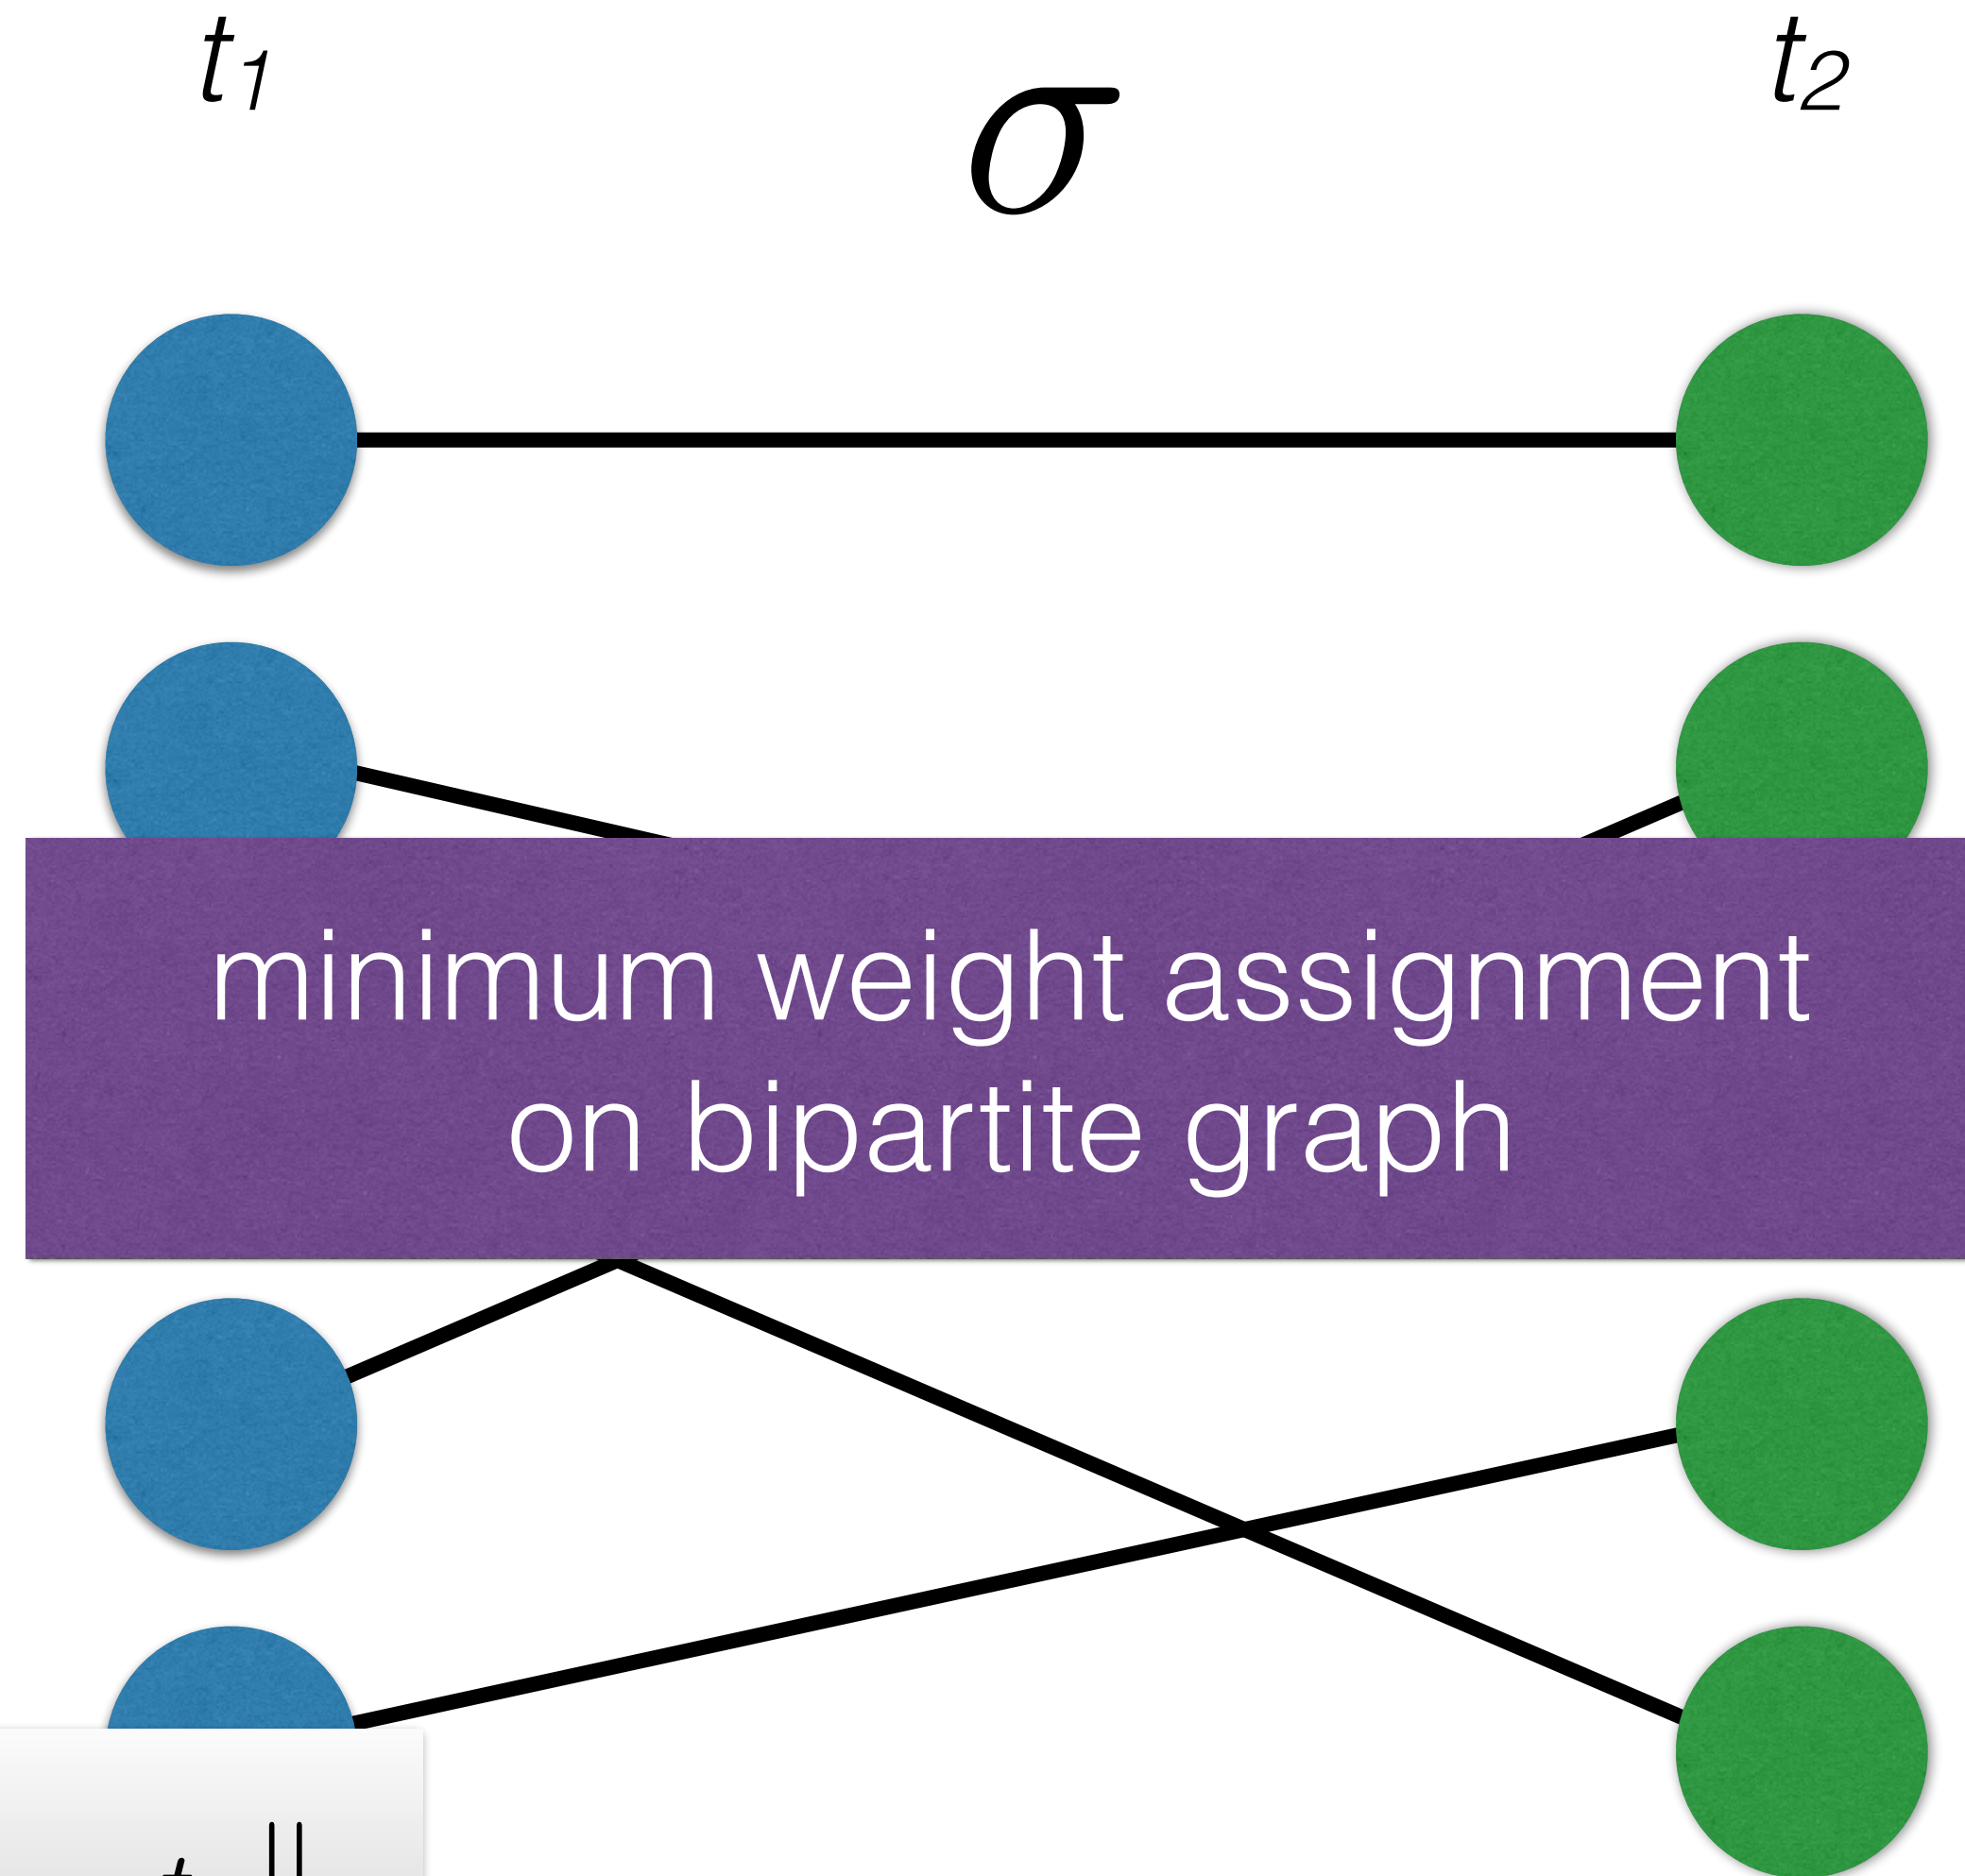 t₁ σ t₂
minimum weight assignment
on bipartite graph
t ||